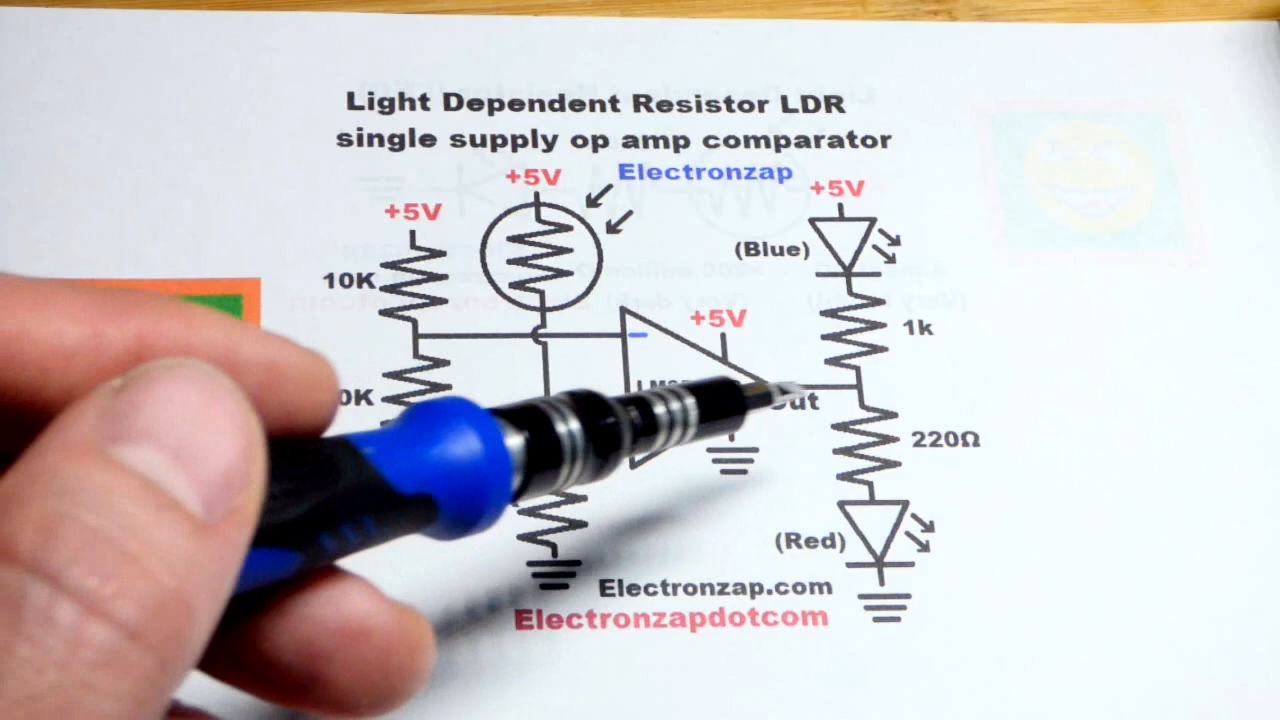 Light Dependent Resistor LDR
single supply op amp comparator
Electronzap
+5V
+5V
+5V
(Blue)
10K
+5V
1k
-
220Ω
(Red)
Electronzap.com
Electronzapdotcom